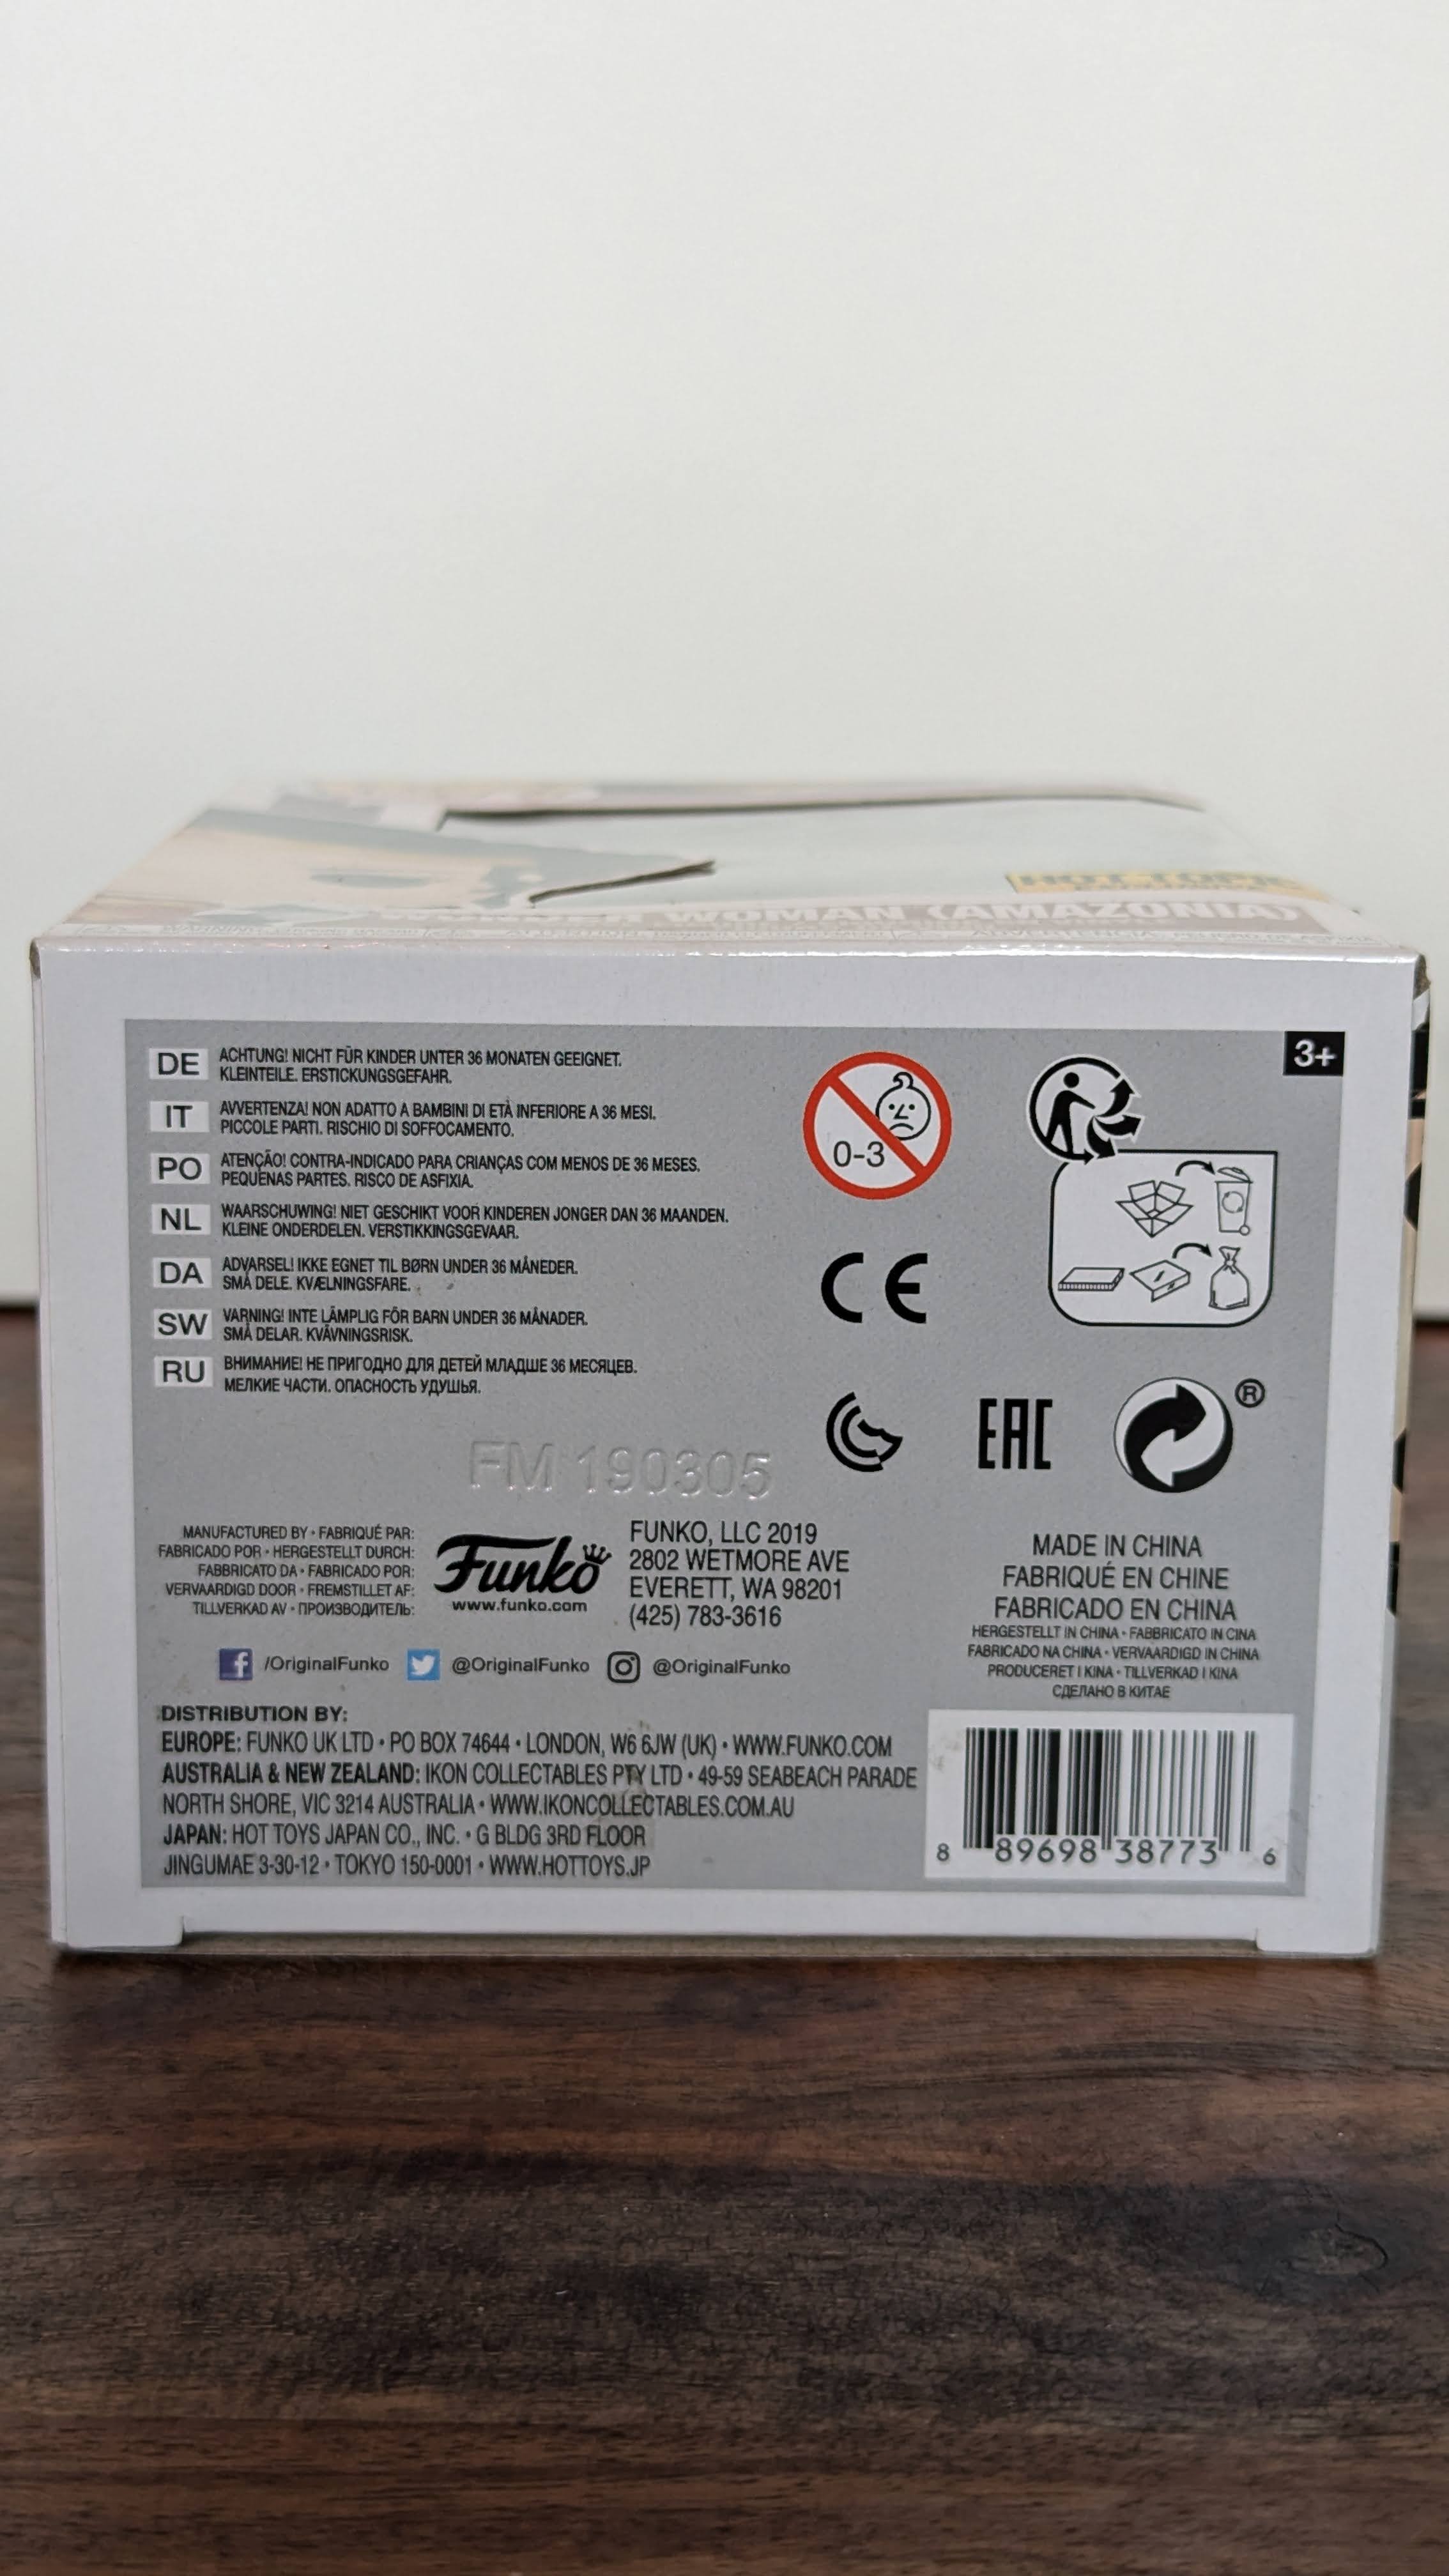 HOT TOPIC
WONDER WOMAN (AMAZONIA)
3+
DE ACHTUNG! NICHT FÜR KINDER UNTER 36 MONATEN GEEIGNET.
KLEINTEILE. ERSTICKUNGSGEFAHR.
IT AVVERTENZA! NON ADATTO A BAMBINI DI ETÀ INFERIORE A 36 MESI.
PICCOLE PARTI. RISCHIO DI SOFFOCAMENTO.
PO ATENÇÃO! CONTRA-INDICADO PARA CRIANÇAS COM MENOS DE 36 MESES.
PEQUENAS PARTES. RISCO DE ASFIXIA.
NL WAARSCHUWING! NIET GESCHIKT VOOR KINDEREN JONGER DAN 36 MAANDEN.
KLEINE ONDERDELEN. VERSTIKKINGSGEVAAR.
DA ADVARSEL! IKKE EGNET TIL BØRN UNDER 36 MÅNEDER.
SMÅ DELE. KVÆLNINGSFARE.
SW VARNING! INTE LÄMPLIG FÖR BARN UNDER 36 MÅNADER.
SMÅ DELAR. KVÄVNINGSRISK.
RU ВНИМАНИЕ! НЕ ПРИГОДНО ДЛЯ ДЕТЕЙ МЛАДШЕ 36 МЕСЯЦЕВ.
МЕЛКИЕ ЧАСТИ. ОПАСНОСТЬ УДУШЬЯ.
0-3
CE
EAC
®
FM 190305
MANUFACTURED BY • FABRIQUÉ PAR:
FABRICADO POR • HERGESTELLT DURCH:
FABBRICATO DA • FABRICADO POR:
VERVAARDIGD DOOR • FREMSTILLET AF:
TILLVERKAD AV • ПРОИЗВОДИТЕЛЬ:
Funko
www.funko.com
FUNKO, LLC 2019
2802 WETMORE AVE
EVERETT, WA 98201
(425) 783-3616
MADE IN CHINA
FABRIQUÉ EN CHINE
FABRICADO EN CHINA
HERGESTELLT IN CHINA • FABBRICATO IN CINA
FABRICADO NA CHINA • VERVAARDIGD IN CHINA
PRODUCERET I KINA • TILLVERKAD I KINA
СДЕЛАНО В КИТАЕ
/OriginalFunko @OriginalFunko @OriginalFunko
DISTRIBUTION BY:
EUROPE: FUNKO UK LTD • PO BOX 74644 • LONDON, W6 6JW (UK) • WWW.FUNKO.COM
AUSTRALIA & NEW ZEALAND: IKON COLLECTABLES PTY LTD • 49-59 SEABEACH PARADE
NORTH SHORE, VIC 3214 AUSTRALIA • WWW.IKONCOLLECTABLES.COM.AU
JAPAN: HOT TOYS JAPAN CO., INC. • G BLDG 3RD FLOOR
JINGUMAE 3-30-12 • TOKYO 150-0001 • WWW.HOTTOYS.JP
8 89698 38773 6